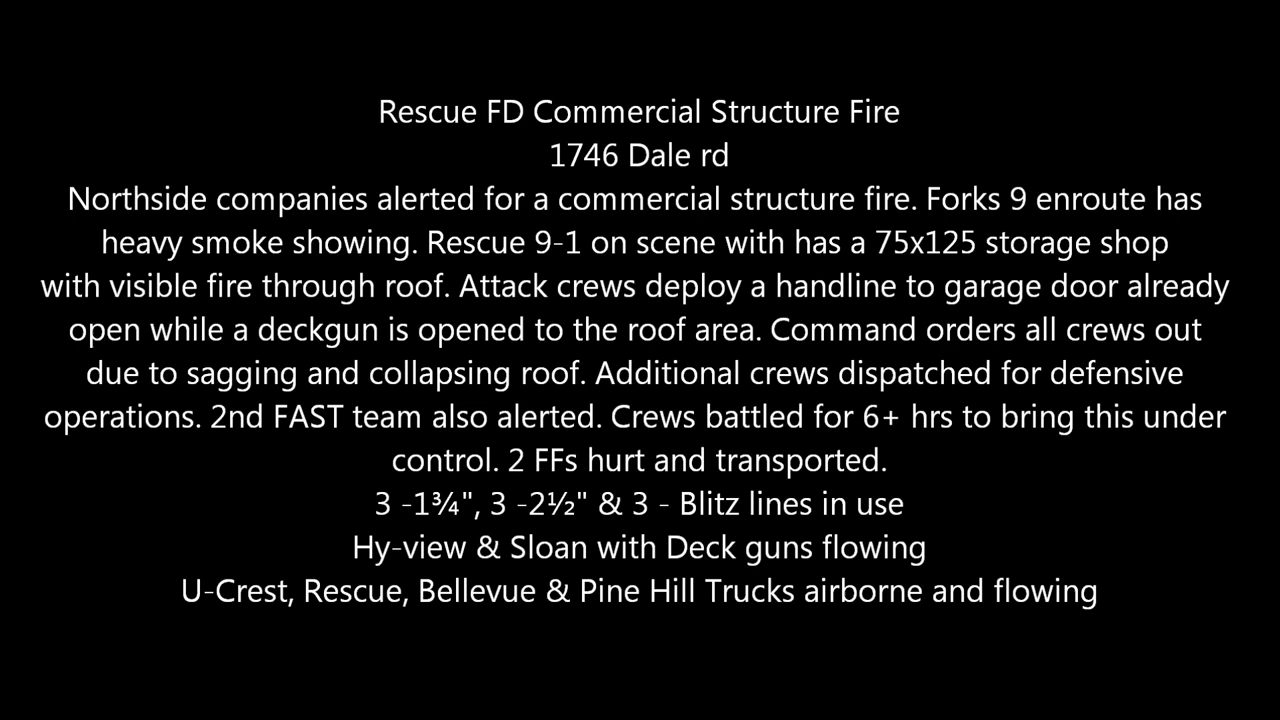 Rescue FD Commercial Structure Fire
1746 Dale rd
Northside companies alerted for a commercial structure fire. Forks 9 enroute has
heavy smoke showing. Rescue 9-1 on scene with has a 75x125 storage shop
with visible fire through roof. Attack crews deploy a handline to garage door already
open while a deckgun is opened to the roof area. Command orders all crews out
due to sagging and collapsing roof. Additional crews dispatched for defensive
operations. 2nd FAST team also alerted. Crews battled for 6+ hrs to bring this under
control. 2 FFs hurt and transported.
3 -1¾", 3 -2½" & 3 - Blitz lines in use
Hy-view & Sloan with Deck guns flowing
U-Crest, Rescue, Bellevue & Pine Hill Trucks airborne and flowing